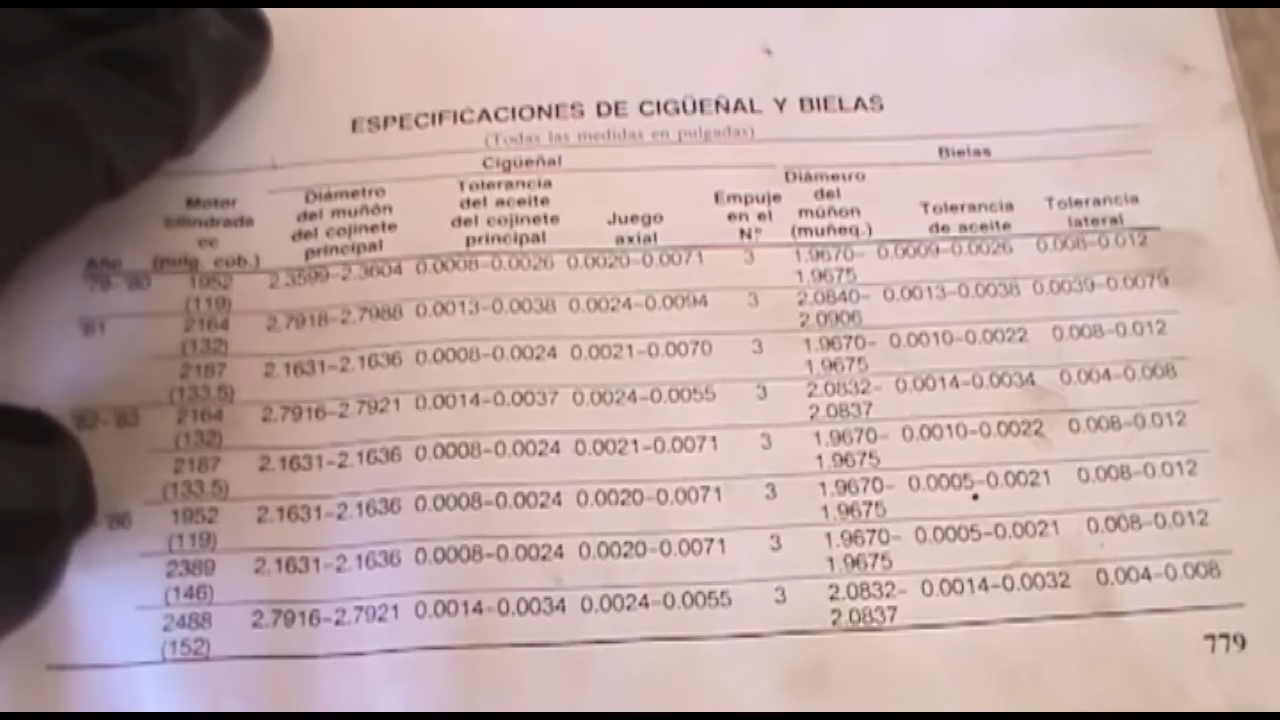 ESPECIFICACIONES DE CIGÜEÑAL Y BIELAS
(Todas las medidas en pulgadas)
Cigüeñal Bielas
Año
Motor cilindrada cc (pulg. cub.)
Diámetro del muñón del cojinete principal
Tolerancia del aceite del cojinete principal
Juego axial
Empuje en el N.º
Diámetro del múñon (muñeq.)
Tolerancia de aceite
Tolerancia lateral
'79-'80 1952 2.3599-2.3604 0.0008-0.0026 0.0020-0.0071 3 1.9670- 0.0009-0.0026 0.008-0.012
(119) 1.9675
'81 2164 2.7918-2.7988 0.0013-0.0038 0.0024-0.0094 3 2.0840- 0.0013-0.0038 0.0039-0.0079
(132) 2.0906
2187 2.1631-2.1636 0.0008-0.0024 0.0021-0.0070 3 1.9670- 0.0010-0.0022 0.008-0.012
(133.5) 1.9675
'82-'83 2164 2.7916-2.7921 0.0014-0.0037 0.0024-0.0055 3 2.0832- 0.0014-0.0034 0.004-0.008
(132) 2.0837
2187 2.1631-2.1636 0.0008-0.0024 0.0021-0.0071 3 1.9670- 0.0010-0.0022 0.008-0.012
(133.5) 1.9675
-'86 1952 2.1631-2.1636 0.0008-0.0024 0.0020-0.0071 3 1.9670- 0.0005-0.0021 0.008-0.012
(119) 1.9675
2389 2.1631-2.1636 0.0008-0.0024 0.0020-0.0071 3 1.9670- 0.0005-0.0021 0.008-0.012
(146) 1.9675
2488 2.7916-2.7921 0.0014-0.0034 0.0024-0.0055 3 2.0832- 0.0014-0.0032 0.004-0.008
(152) 2.0837
779